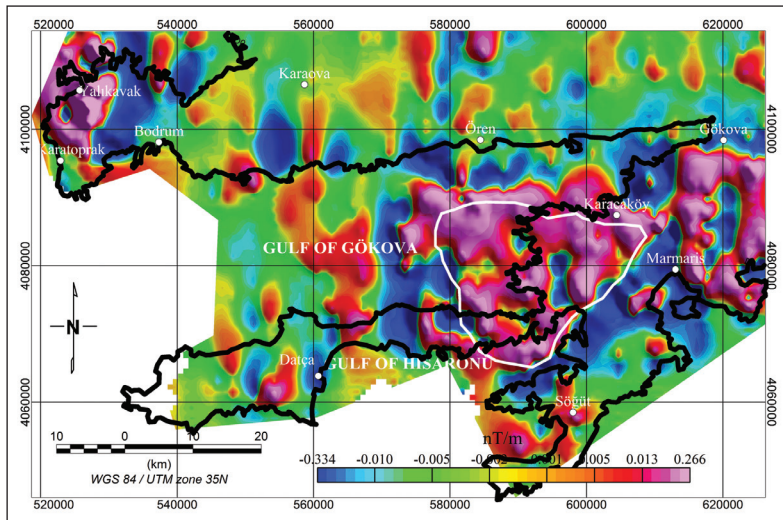 520000 540000 560000 580000 600000 620000
Karaova
Yalıkavak
4100000 4100000
Bodrum Ören Gökova
Karatoprak
Karacaköy
GULF OF GÖKOVA
Marmaris
4080000 4080000
N
Datça GULF OF HİSARÖNÜ
4060000 4060000
Söğüt
nT/m
10 0 10 20
(km)
-0.334 -0.010 -0.005 0.005 0.013 0.266
WGS 84 / UTM zone 35N
520000 540000 560000 580000 600000 620000